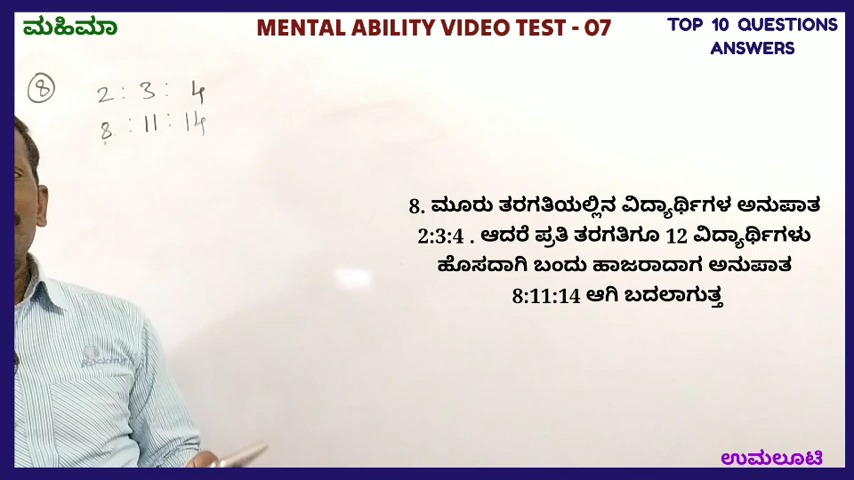 ಮಹಿಮಾ
MENTAL ABILITY VIDEO TEST - 07
TOP 10 QUESTIONS
ANSWERS
8 2 : 3 : 4
8 : 11 : 14
8. ಮೂರು ತರಗತಿಯಲ್ಲಿನ ವಿದ್ಯಾರ್ಥಿಗಳ ಅನುಪಾತ
2:3:4 . ಆದರೆ ಪ್ರತಿ ತರಗತಿಗೂ 12 ವಿದ್ಯಾರ್ಥಿಗಳು
ಹೊಸದಾಗಿ ಬಂದು ಹಾಜರಾದಾಗ ಅನುಪಾತ
8:11:14 ಆಗಿ ಬದಲಾಗುತ್ತ
ಉಮಲೂಟಿ